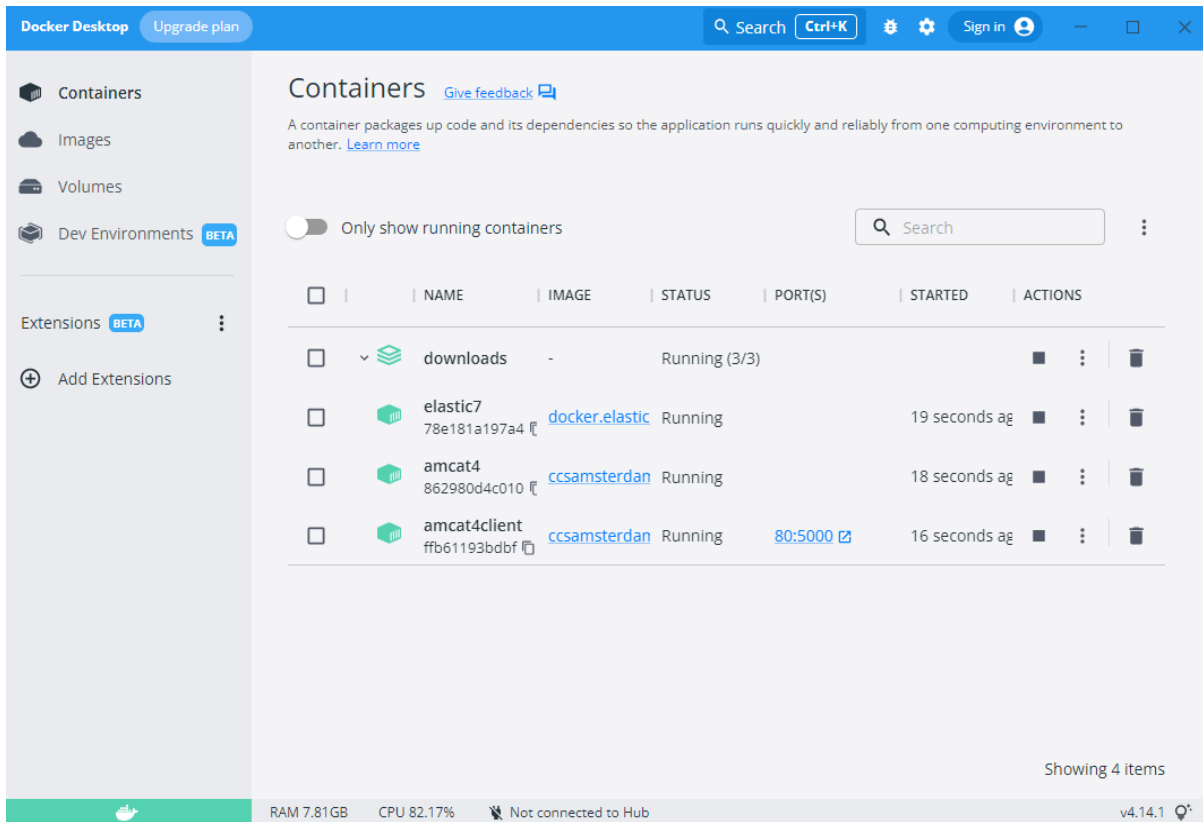 Docker Desktop Upgrade plan Search Ctrl+K Sign in
Containers
Images
Volumes
Dev Environments BETA
Extensions BETA
Add Extensions
Containers Give feedback
A container packages up code and its dependencies so the application runs quickly and reliably from one computing environment to
another. Learn more
Only show running containers Search
NAME IMAGE STATUS PORT(S) STARTED ACTIONS
downloads - Running (3/3)
elastic7
78e181a197a4 docker.elastic Running 19 seconds ag
amcat4
862980d4c010 ccsamsterdan Running 18 seconds ag
amcat4client
ffb61193bdbf ccsamsterdan Running 80:5000 16 seconds ag
Showing 4 items
RAM 7.81GB CPU 82.17% Not connected to Hub v4.14.1